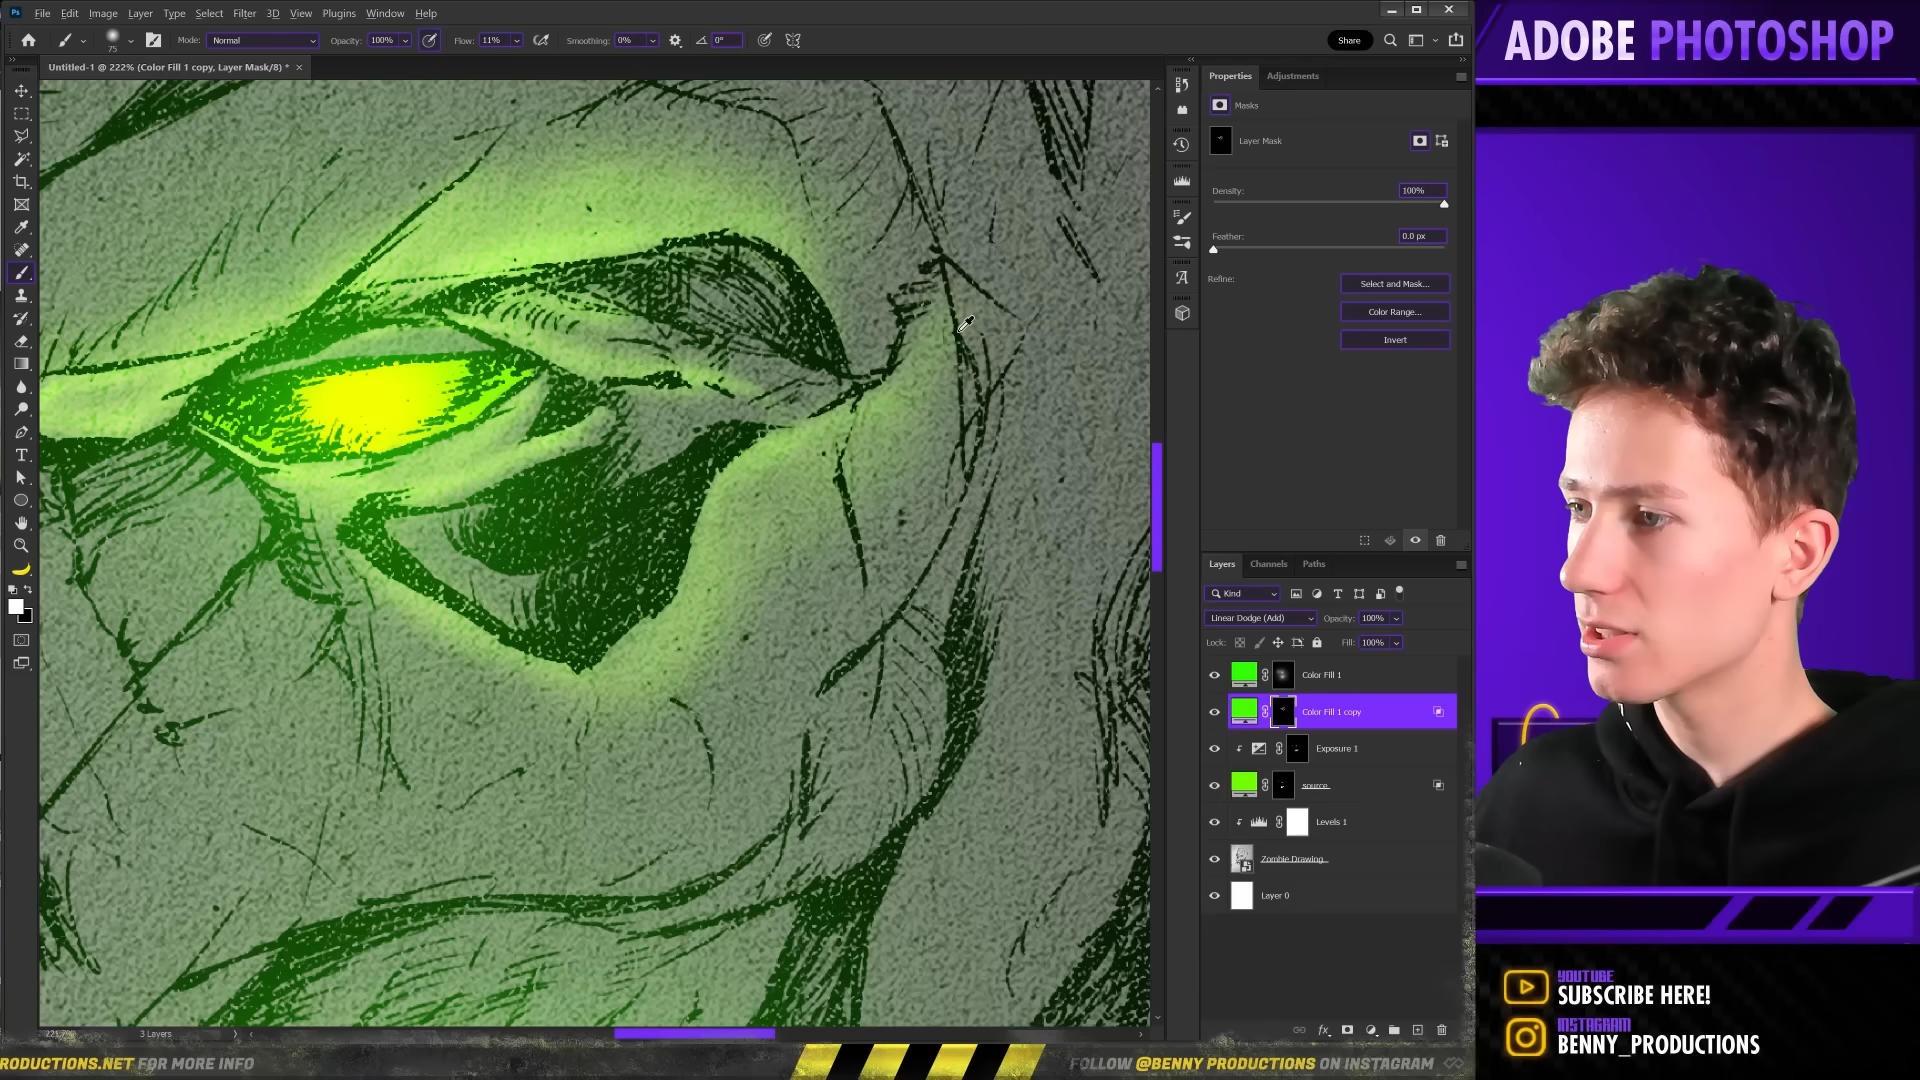 Ps File Edit Image Layer Type Select Filter 3D View Plugins Window Help
75 Mode: Normal Opacity: 100% Flow: 11% Smoothing: 0% 0° Share
Untitled-1 @ 222% (Color Fill 1 copy, Layer Mask/8) *
Properties Adjustments
Masks
Layer Mask
Density: 100%
Feather: 0.0 px
Refine: Select and Mask...
Color Range...
Invert
Layers Channels Paths
Kind
Linear Dodge (Add) Opacity: 100%
Lock: Fill: 100%
Color Fill 1
Color Fill 1 copy
Exposure 1
source
Levels 1
Zombie Drawing
Layer 0
3 Layers
RODUCTIONS.NET FOR MORE INFO
FOLLOW @BENNY PRODUCTIONS ON INSTAGRAM
ADOBE PHOTOSHOP
YOUTUBE
SUBSCRIBE HERE!
INSTAGRAM
BENNY_PRODUCTIONS